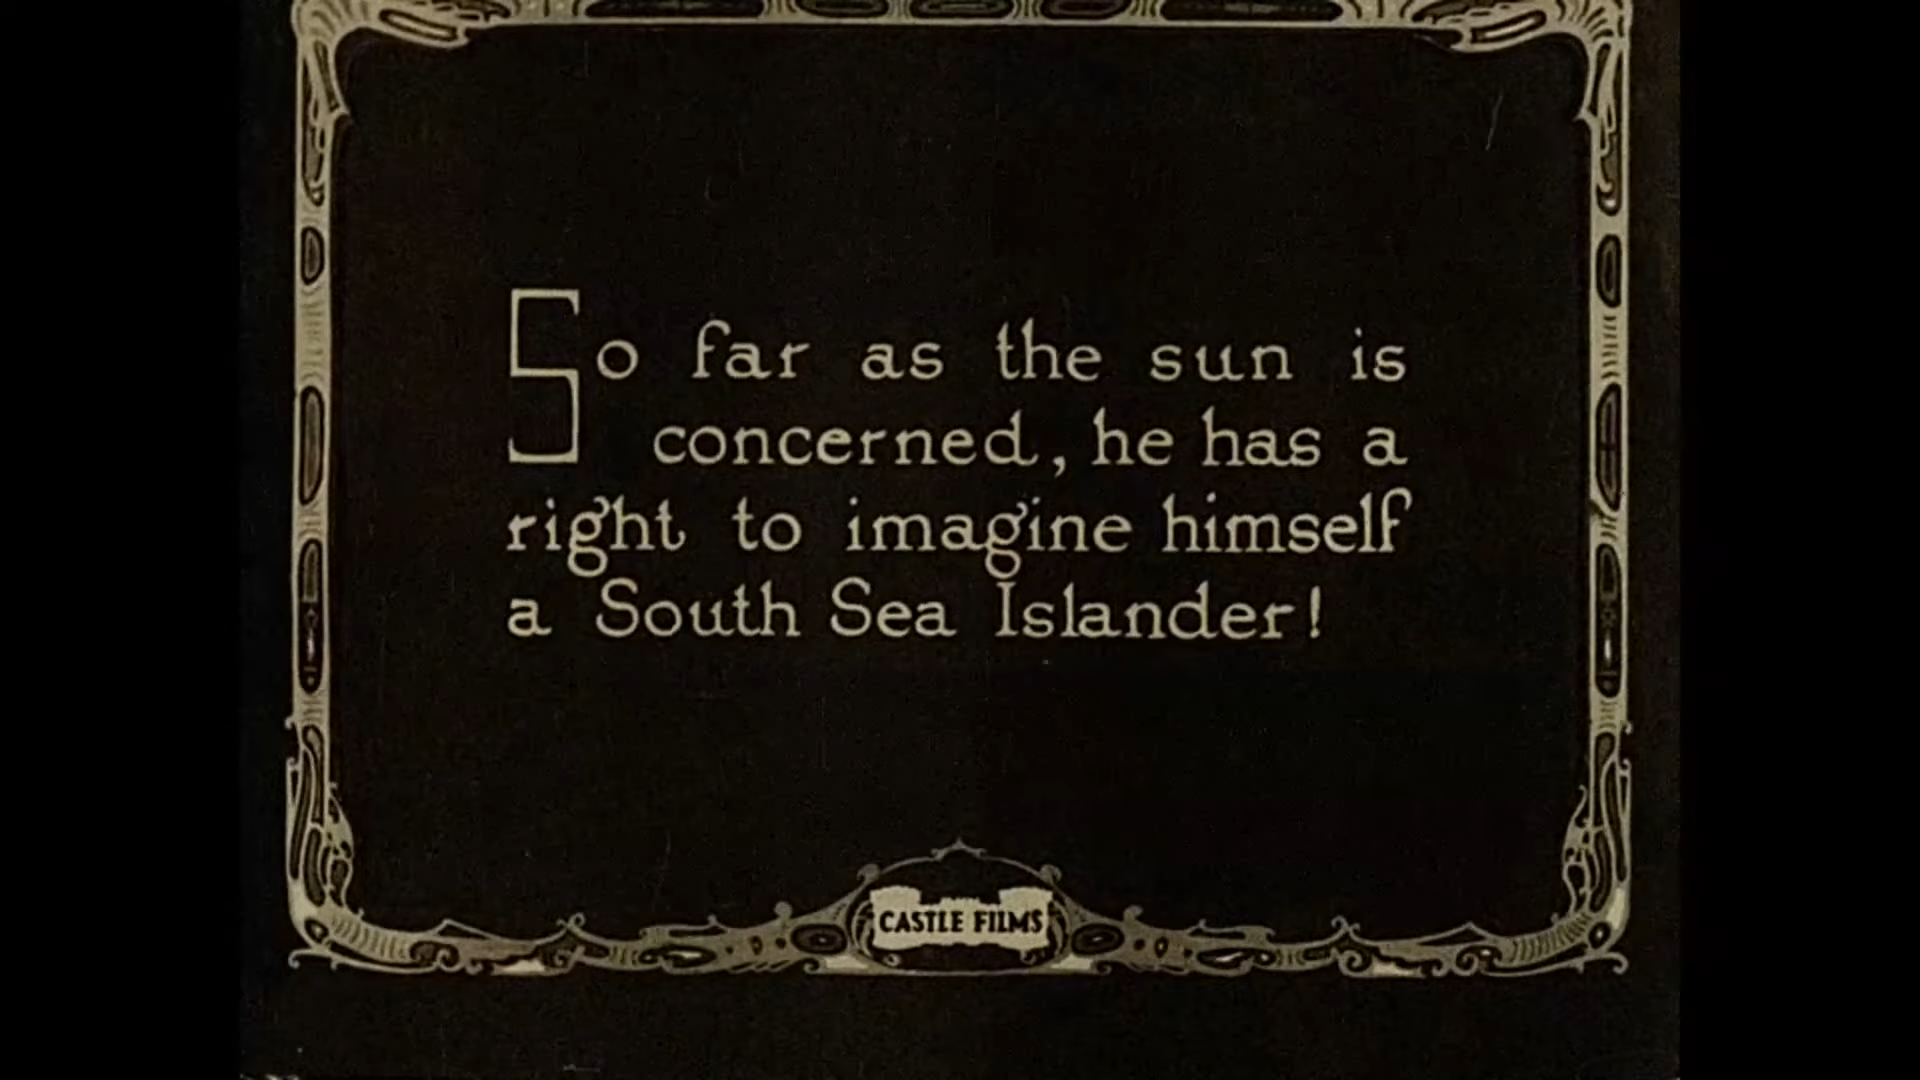 So far as the sun is
concerned, he has a
right to imagine himself
a South Sea Islander!
CASTLE FILMS